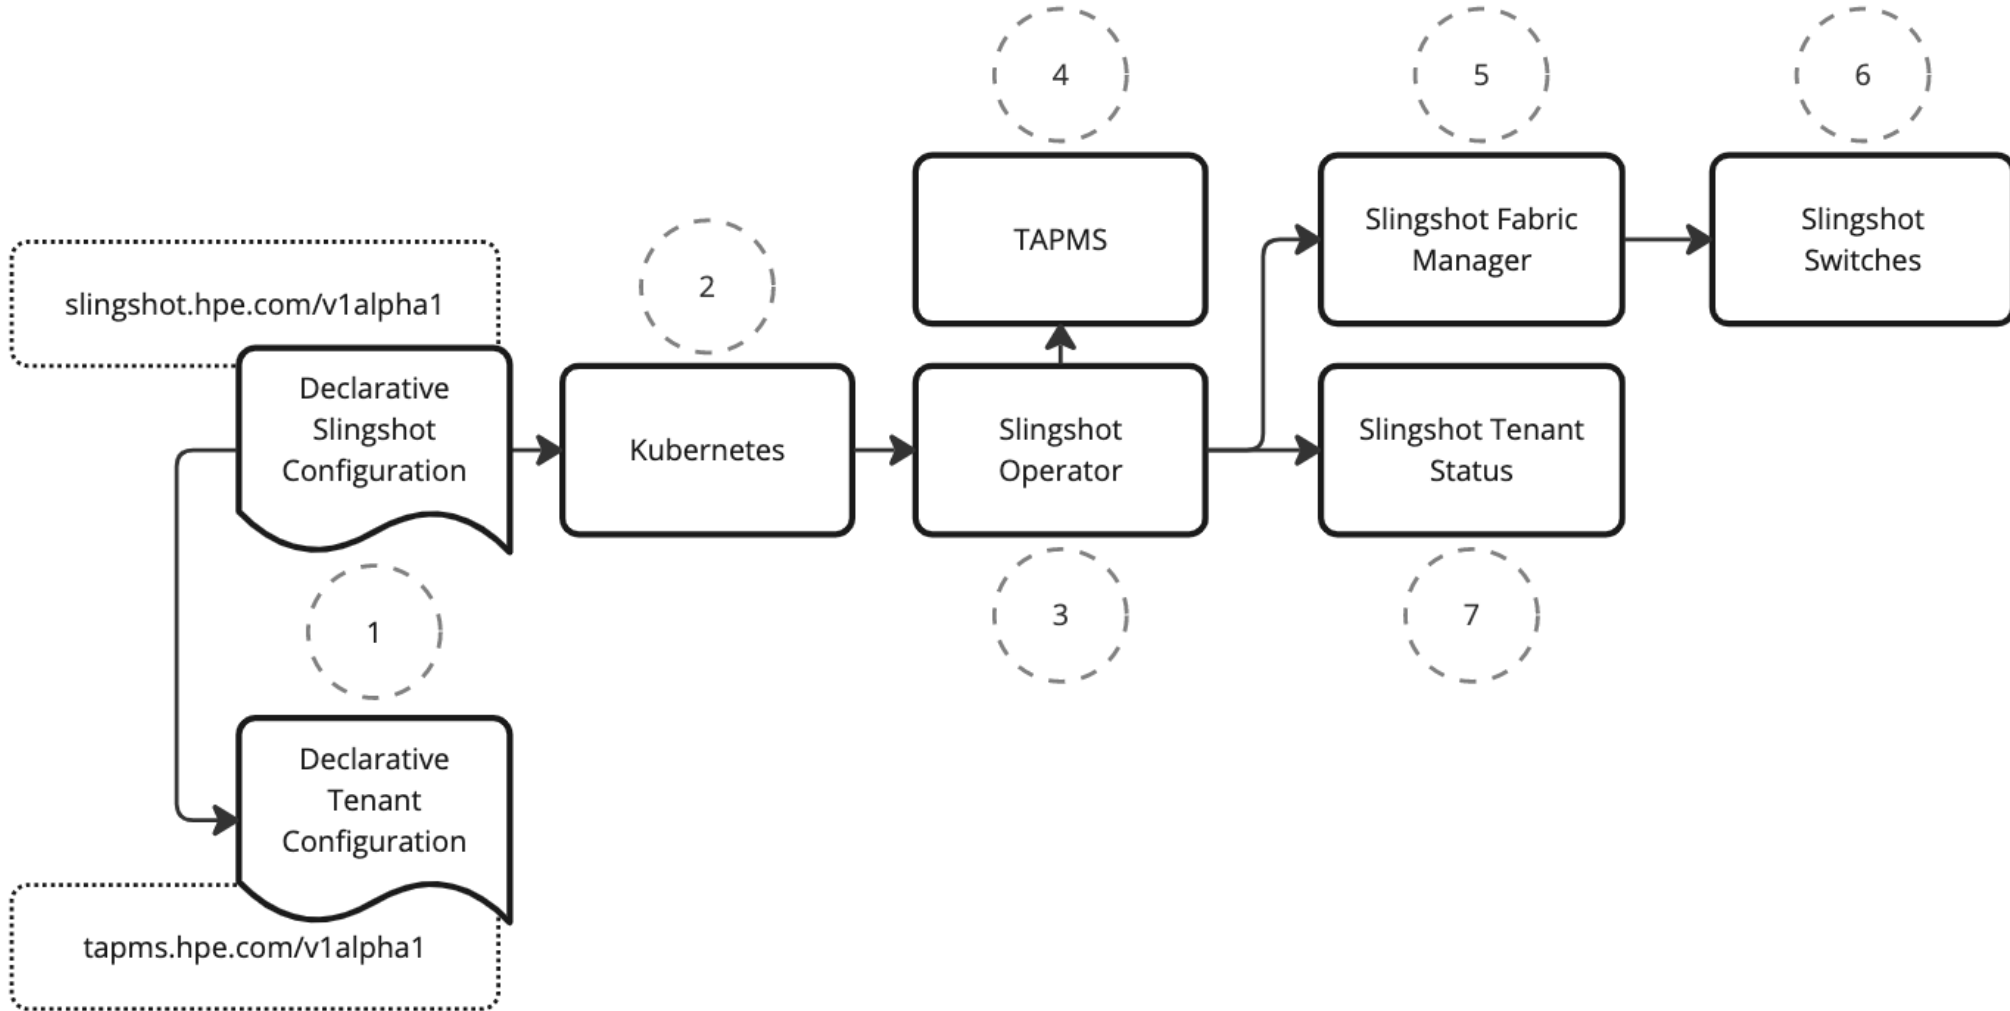 4
5
6
TAPMS
Slingshot Fabric
Manager
Slingshot
Switches
2
slingshot.hpe.com/v1alpha1
Declarative
Slingshot
Configuration
Kubernetes
Slingshot
Operator
Slingshot Tenant
Status
1
3
7
Declarative
Tenant
Configuration
tapms.hpe.com/v1alpha1